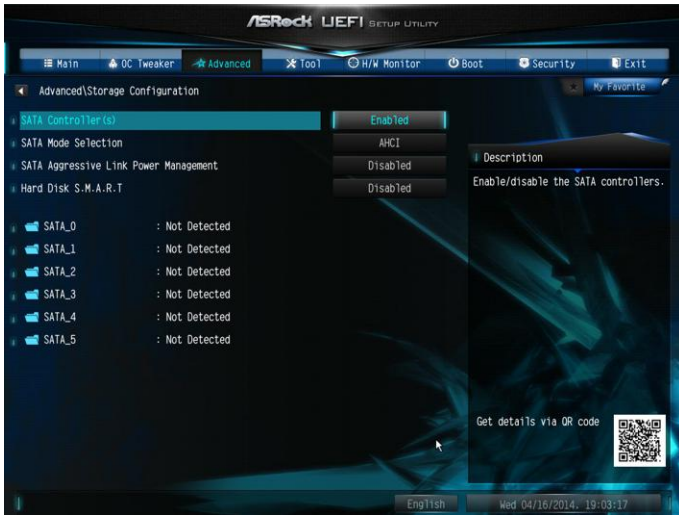 ASRock UEFI SETUP UTILITY
Main OC Tweaker Advanced Tool H/W Monitor Boot Security Exit
Advanced\Storage Configuration
My Favorite
SATA Controller(s) Enabled
SATA Mode Selection AHCI
SATA Aggressive Link Power Management Disabled
Hard Disk S.M.A.R.T Disabled
SATA_0 : Not Detected
SATA_1 : Not Detected
SATA_2 : Not Detected
SATA_3 : Not Detected
SATA_4 : Not Detected
SATA_5 : Not Detected
Description
Enable/disable the SATA controllers.
Get details via QR code
English Wed 04/16/2014. 19:03:17